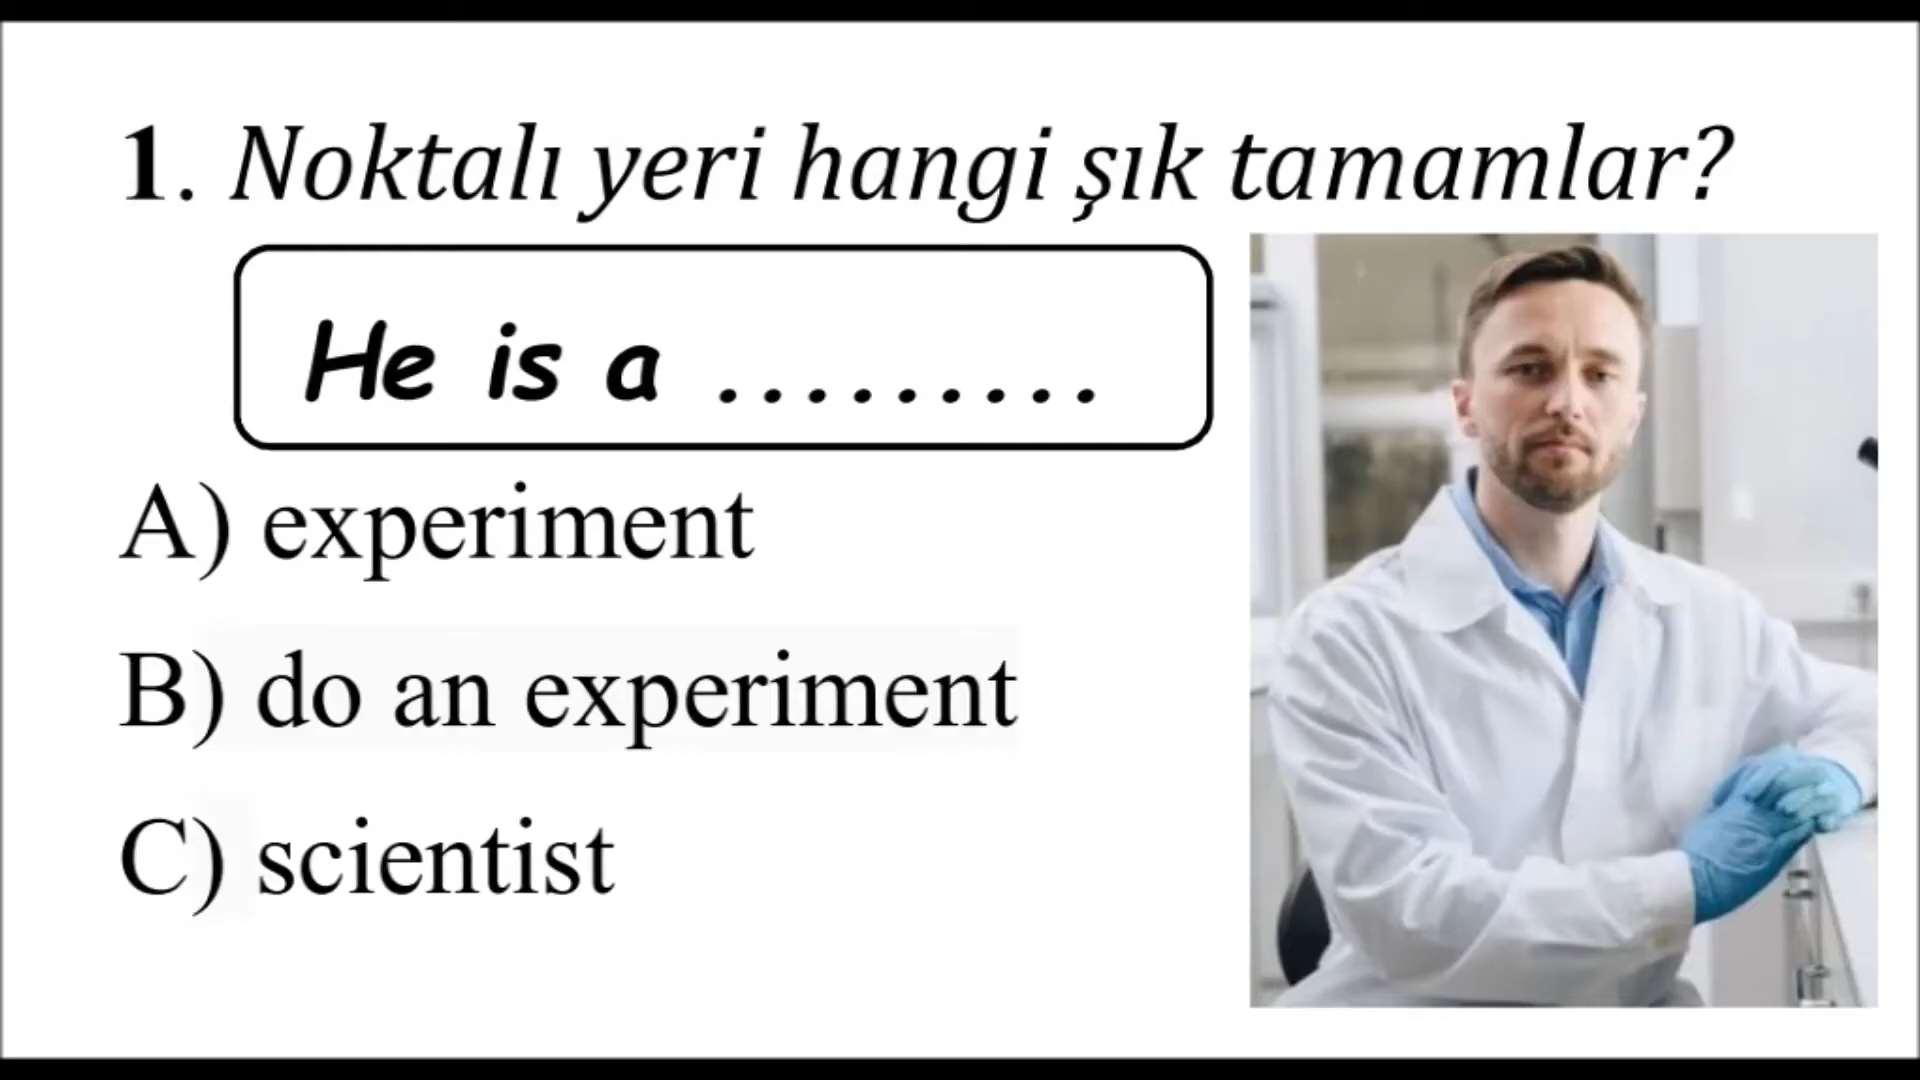 1. Noktalı yeri hangi şık tamamlar?
He is a .........
A) experiment
B) do an experiment
C) scientist